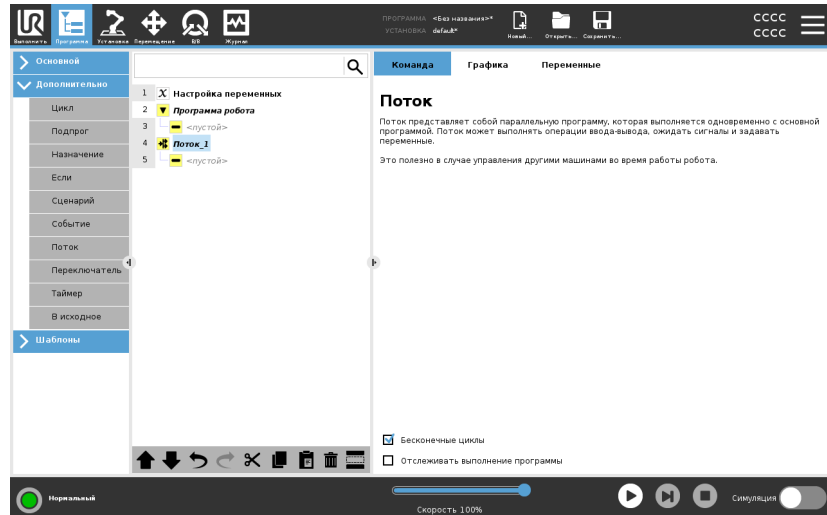 ПРОГРАММА <без названия>*
УСТАНОВКА default*
Новый... Открыть... Сохранить...
CCCC
CCCC
Выполнить Программа Установка Перемещение В/В Журнал
Основной
Дополнительно
Цикл
Подпрог
Назначение
Если
Сценарий
Событие
Поток
Переключатель
Таймер
В исходное
Шаблоны
1 X Настройка переменных
2 Программа робота
3 <пустой>
4 Поток_1
5 <пустой>
Команда Графика Переменные
Поток
Поток представляет собой параллельную программу, которая выполняется одновременно с основной
программой. Поток может выполнять операции ввода-вывода, ожидать сигналы и задавать
переменные.
Это полезно в случае управления другими машинами во время работы робота.
Бесконечные циклы
Отслеживать выполнение программы
Нормальный
Скорость 100%
Симуляция